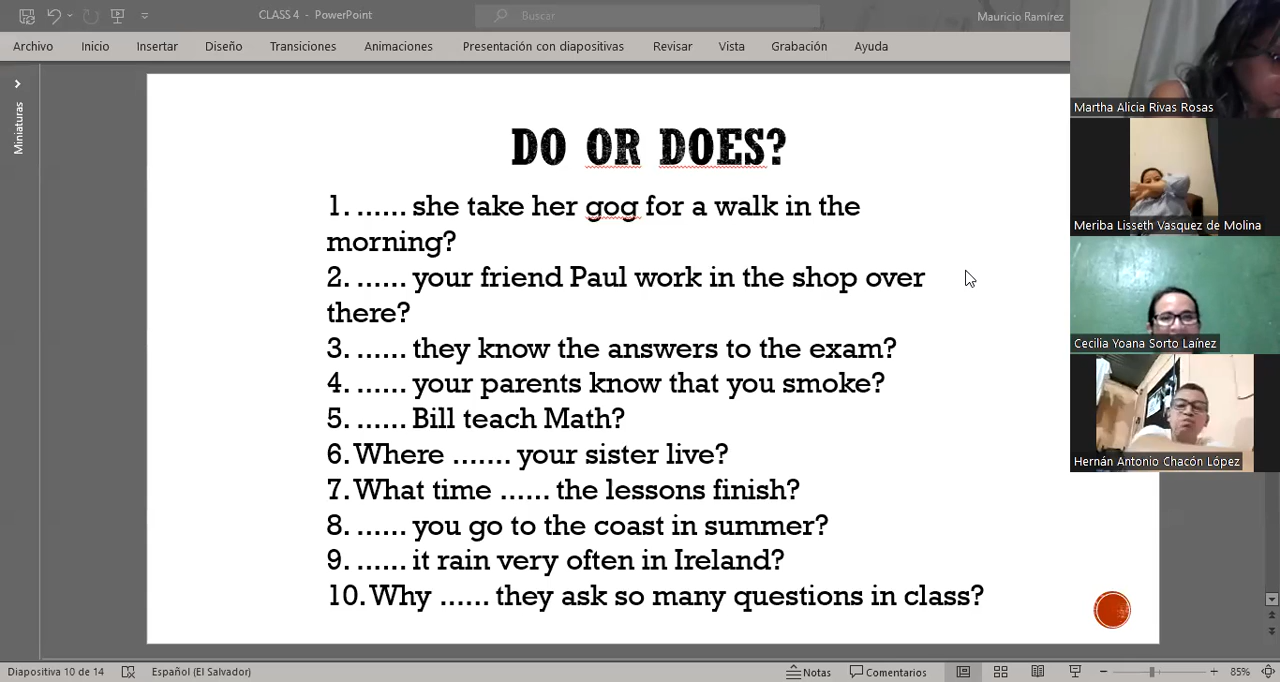 CLASS 4 - PowerPoint
Buscar
Mauricio Ramírez
Archivo Inicio Insertar Diseño Transiciones Animaciones Presentación con diapositivas Revisar Vista Grabación Ayuda
Miniaturas
DO OR DOES?
1. ...... she take her gog for a walk in the
morning?
2. ...... your friend Paul work in the shop over
there?
3. ...... they know the answers to the exam?
4. ...... your parents know that you smoke?
5. ...... Bill teach Math?
6. Where ....... your sister live?
7. What time ...... the lessons finish?
8. ...... you go to the coast in summer?
9. ...... it rain very often in Ireland?
10. Why ...... they ask so many questions in class?
Martha Alicia Rivas Rosas
Meriba Lisseth Vasquez de Molina
Cecilia Yoana Sorto Laínez
Hernán Antonio Chacón López
Diapositiva 10 de 14 Español (El Salvador) Notas Comentarios 85%